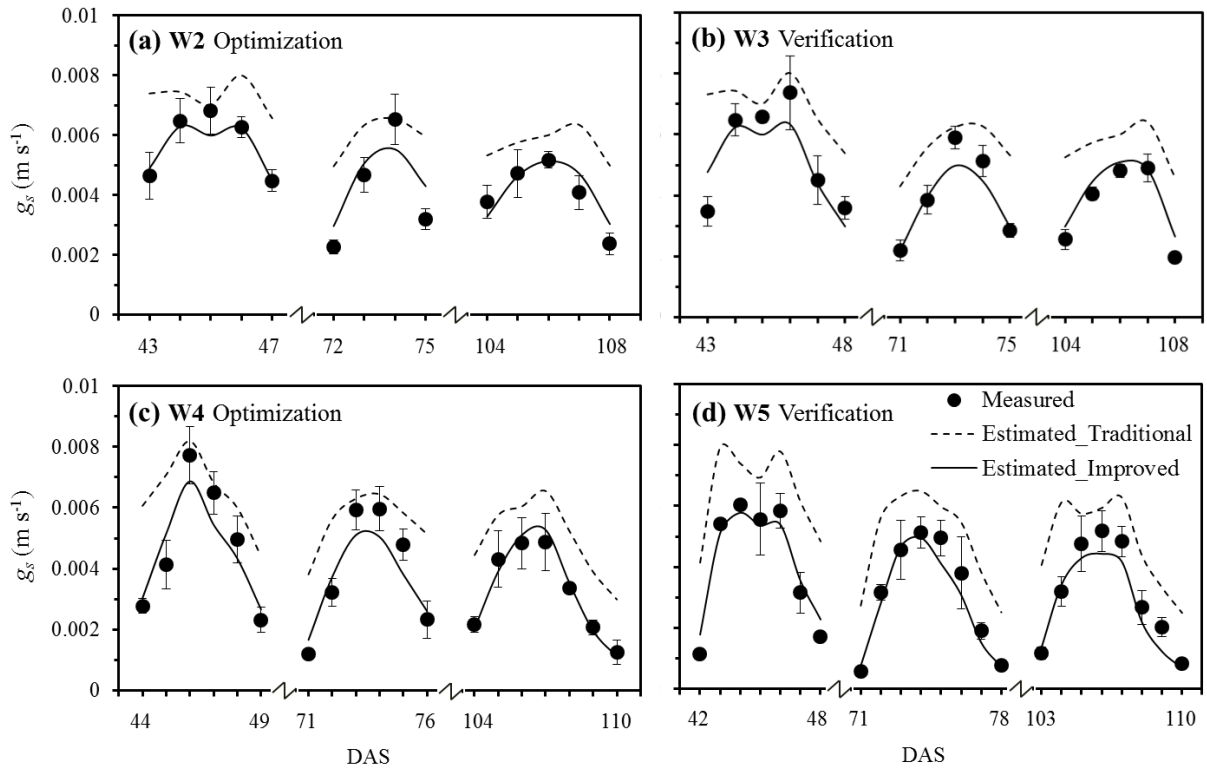 0.01
(a) W2 Optimization
0.008
0.006
0.004
0.002
0
gs (m s-1)
43 47 72 75 104 108
(b) W3 Verification
43 48 71 75 104 108
0.01
(c) W4 Optimization
0.008
0.006
0.004
0.002
0
gs (m s-1)
44 49 71 76 104 110
DAS
(d) W5 Verification
Measured
Estimated_Traditional
Estimated_Improved
42 48 71 78 103 110
DAS